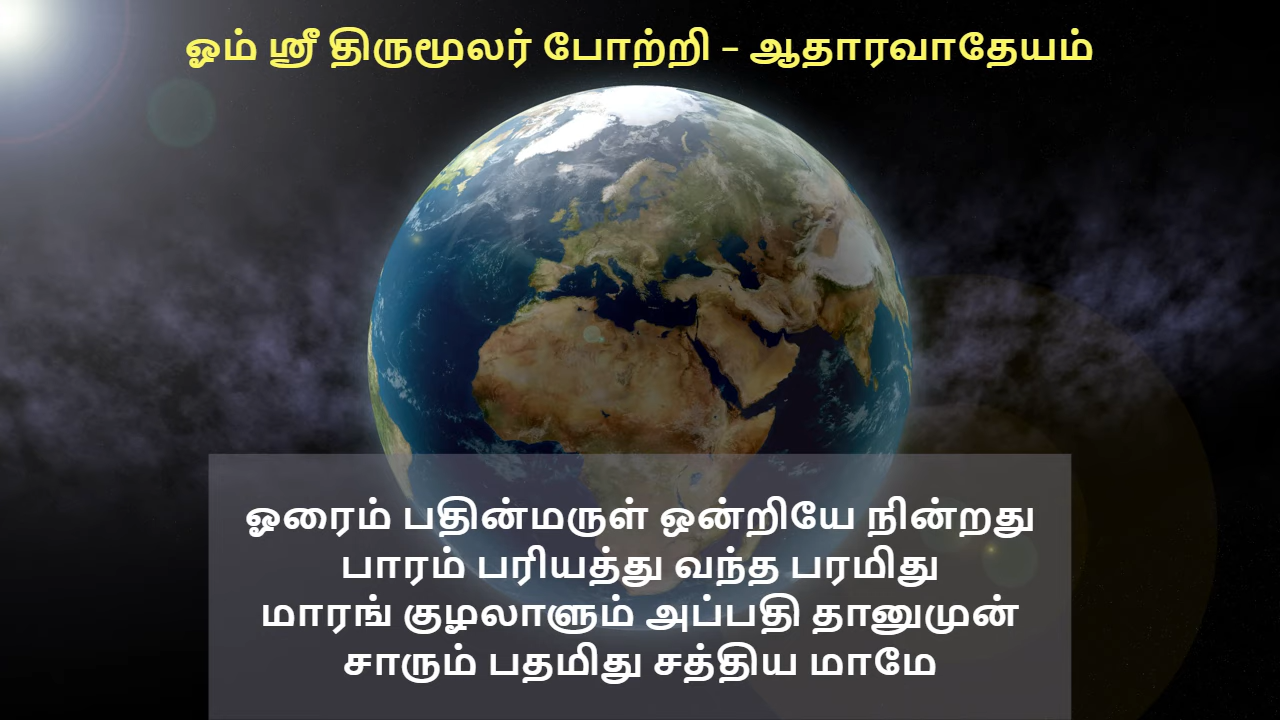 ஓம் ஸ்ரீ திருமூலர் போற்றி – ஆதாரவாதேயம்
ஓரைம் பதின்மருள் ஒன்றியே நின்றது
பாரம் பரியத்து வந்த பரமிது
மாரங் குழலாளும் அப்பதி தானுமுன்
சாரும் பதமிது சத்திய மாமே